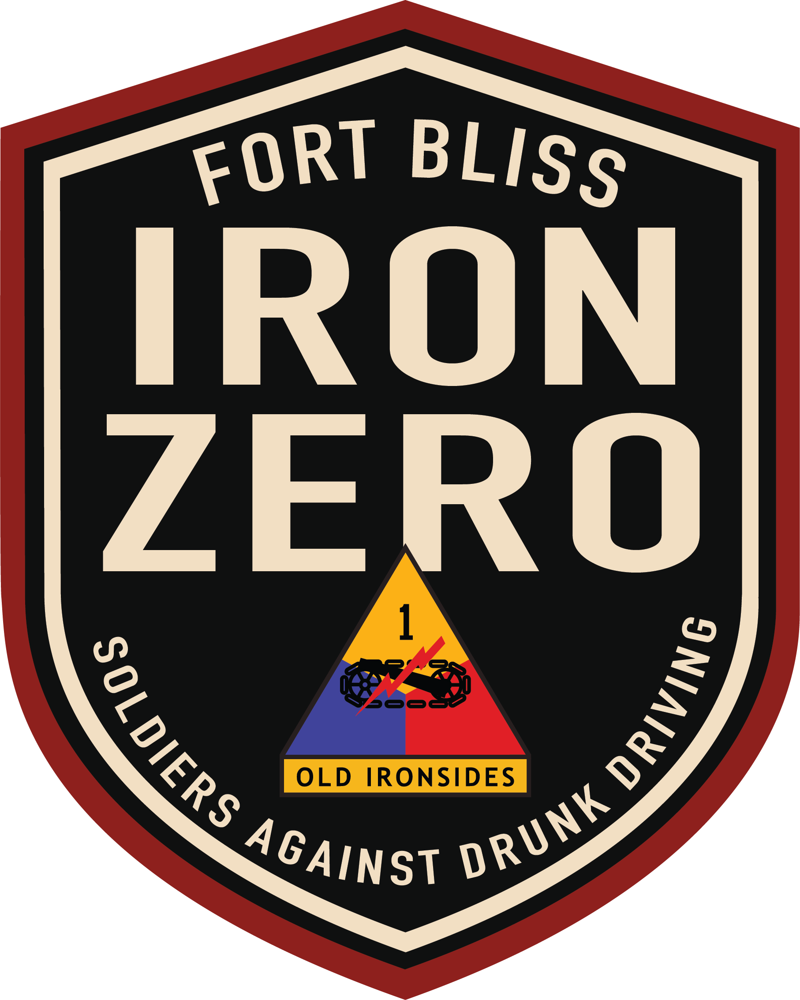 FORT BLISS
IRON
ZERO
1
OLD IRONSIDES
SOLDIERS AGAINST DRUNK DRIVING